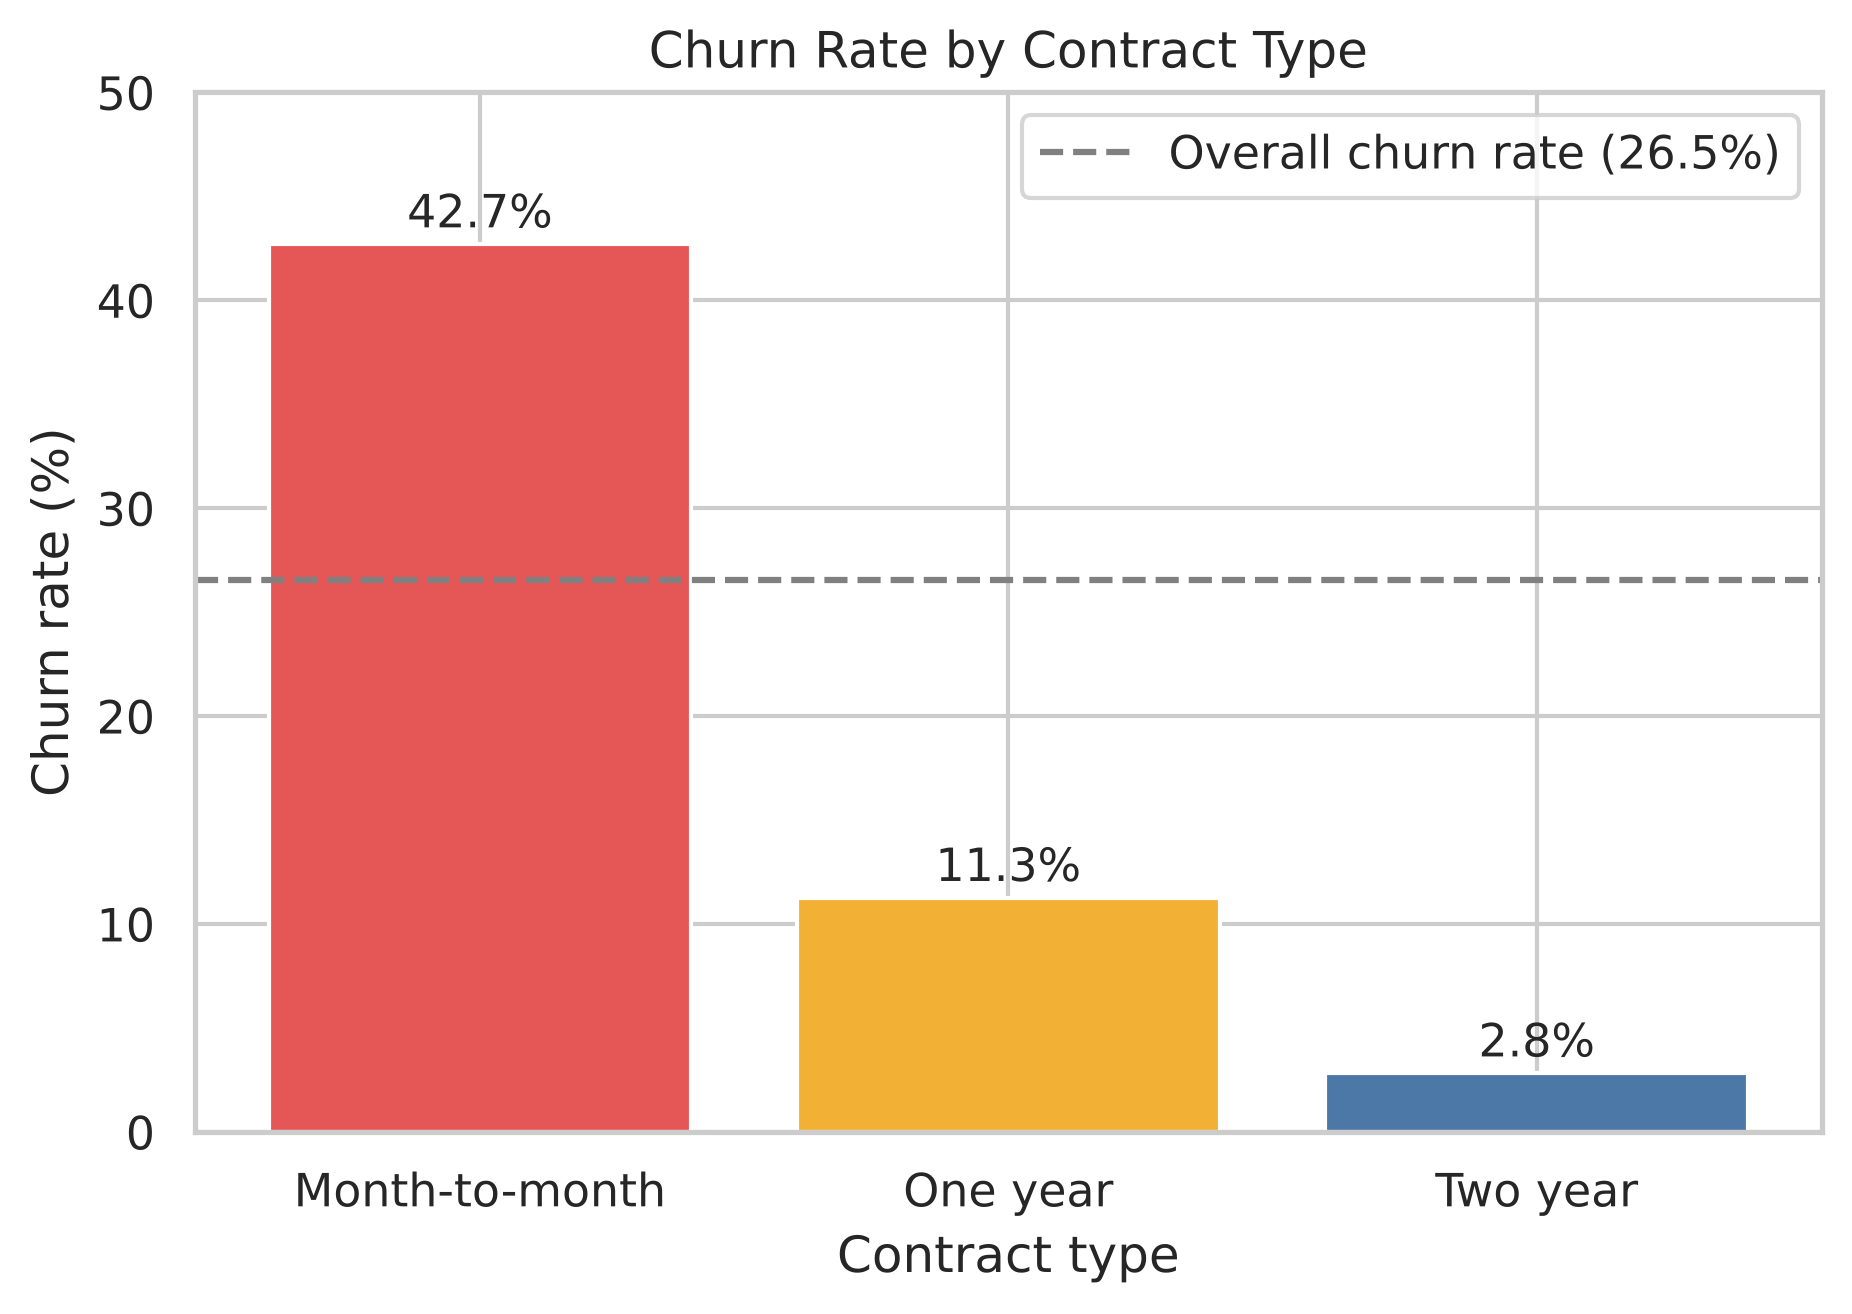 Churn Rate by Contract Type
Overall churn rate (26.5%)
Churn rate (%)
50
40
30
20
10
0
42.7%
11.3%
2.8%
Month-to-month
One year
Two year
Contract type